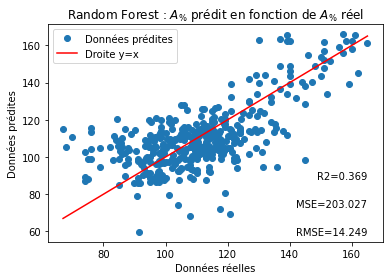 Random Forest : A% prédit en fonction de A% réel
Données prédites
Droite y=x
160
140
120
100
80
60
Données prédites
R2=0.369
MSE=203.027
RMSE=14.249
80
100
120
140
160
Données réelles